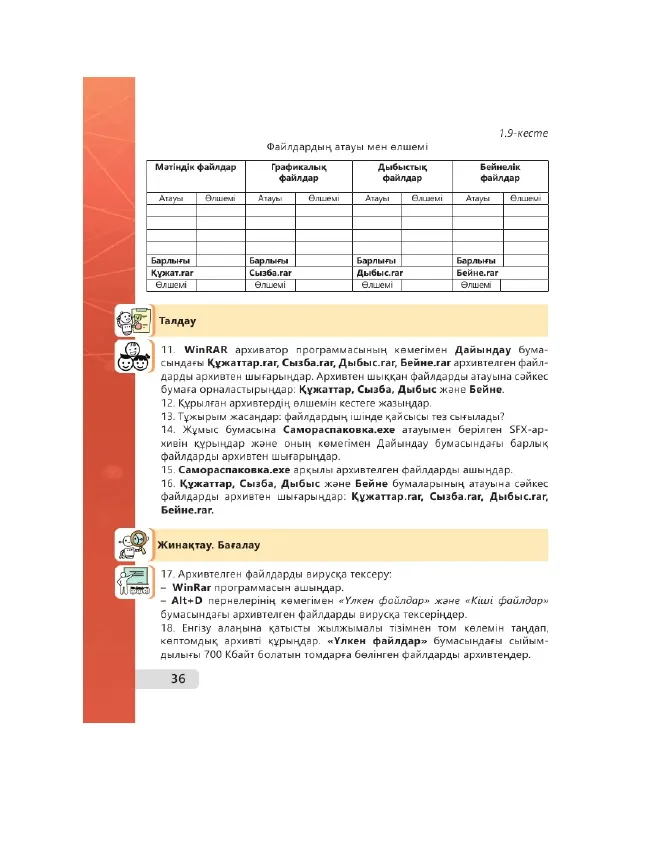 1.9-кесте
Файлдардың атауы мен өлшемі
Мәтіндік файлдар Графикалық файлдар Дыбыстық файлдар Бейнелік файлдар
Атауы Өлшемі Атауы Өлшемі Атауы Өлшемі Атауы Өлшемі
Барлығы Барлығы Барлығы Барлығы
Құжат.rar Сызба.rar Дыбыс.rar Бейне.rar
Өлшемі Өлшемі Өлшемі Өлшемі
Талдау
11. WinRAR архиватор программасының көмегімен Дайындау бума-
сындағы Құжаттар.rar, Сызба.rar, Дыбыс.rar, Бейне.rar архивтелген файл-
дарды архивтен шығарыңдар. Архивтен шыққан файлдарды атауына сәйкес
бумаға орналастырыңдар: Құжаттар, Сызба, Дыбыс және Бейне.
12. Құрылған архивтердің өлшемін кестеге жазыңдар.
13. Тұжырым жасаңдар: файлдардың ішінде қайсысы тез сығылады?
14. Жұмыс бумасына Самораспаковка.exe атауымен берілген SFX-ар-
хивін құрыңдар және оның көмегімен Дайындау бумасындағы барлық
файлдарды архивтен шығарыңдар.
15. Самораспаковка.exe арқылы архивтелген файлдарды ашыңдар.
16. Құжаттар, Сызба, Дыбыс және Бейне бумаларының атауына сәйкес
файлдарды архивтен шығарыңдар: Құжаттар.rar, Сызба.rar, Дыбыс.rar,
Бейне.rar.
Жинақтау. Бағалау
17. Архивтелген файлдарды вирусқа тексеру:
– WinRar программасын ашыңдар.
– Alt+D пернелерінің көмегімен «Үлкен файлдар» және «Кіші файлдар»
бумасындағы архивтелген файлдарды вирусқа тексеріңдер.
18. Енгізу алаңына қатысты жылжымалы тізімнен том көлемін таңдап,
көптомдық архивті құрыңдар. «Үлкен файлдар» бумасындағы сыйым-
дылығы 700 Кбайт болатын томдарға бөлінген файлдарды архивтеңдер.
36